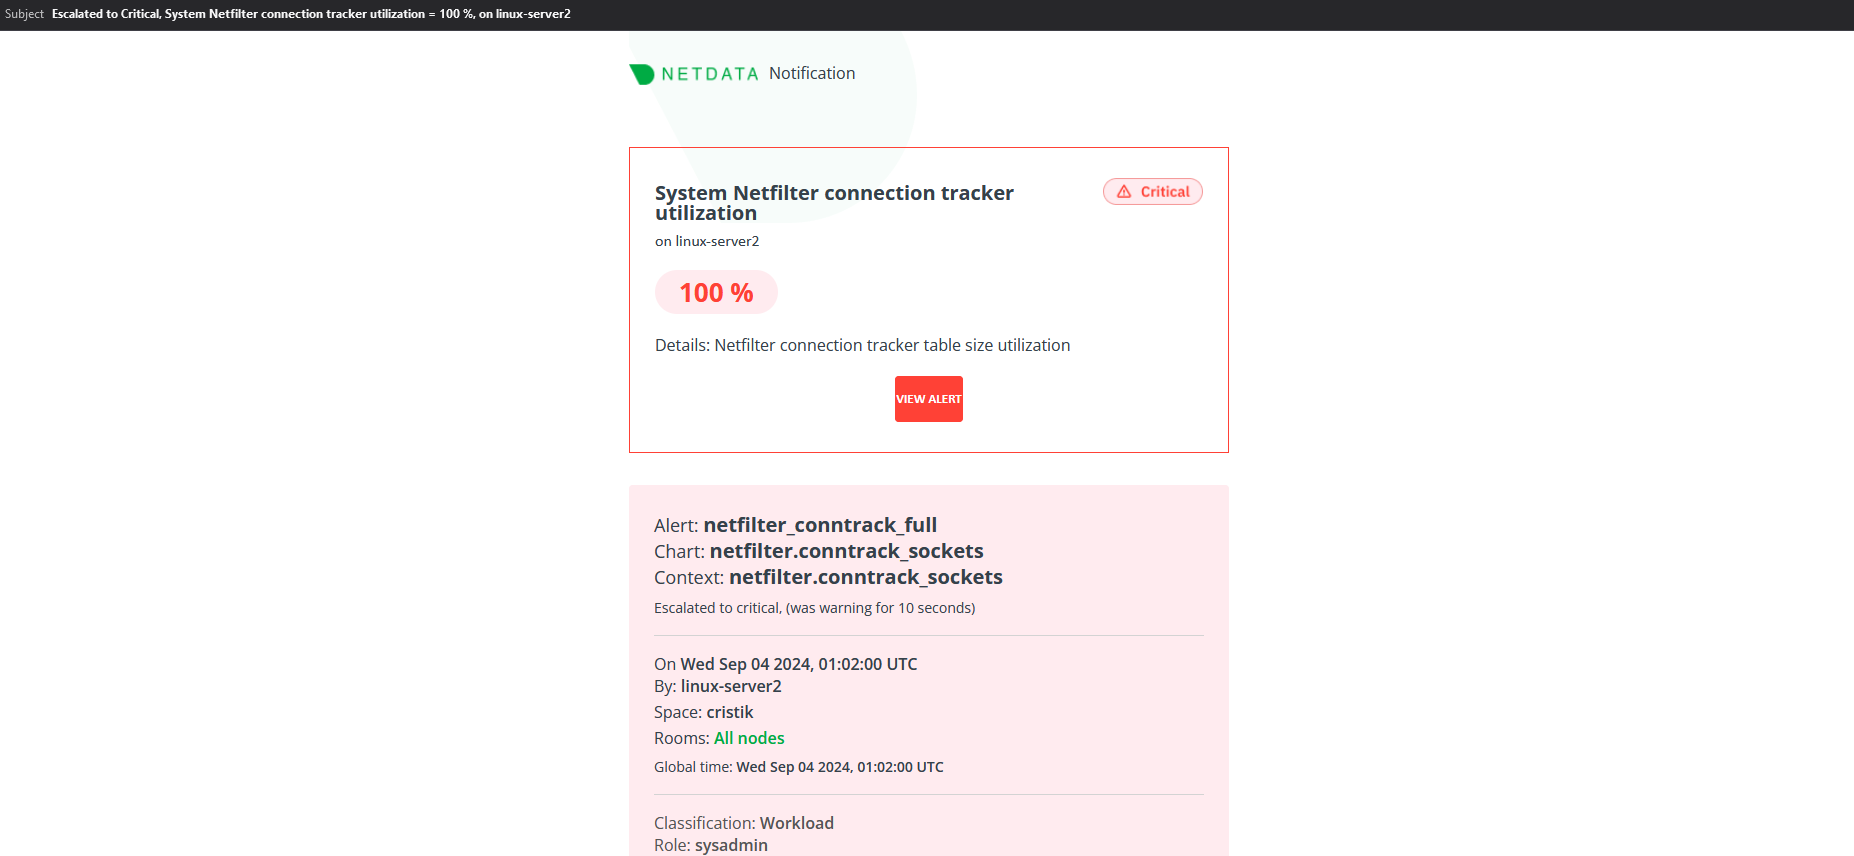 Subject Escalated to Critical, System Netfilter connection tracker utilization = 100 %, on linux-server2
NETDATA Notification
System Netfilter connection tracker
utilization
Critical
on linux-server2
100 %
Details: Netfilter connection tracker table size utilization
VIEW ALERT
Alert: netfilter_conntrack_full
Chart: netfilter.conntrack_sockets
Context: netfilter.conntrack_sockets
Escalated to critical, (was warning for 10 seconds)
On Wed Sep 04 2024, 01:02:00 UTC
By: linux-server2
Space: cristik
Rooms: All nodes
Global time: Wed Sep 04 2024, 01:02:00 UTC
Classification: Workload
Role: sysadmin